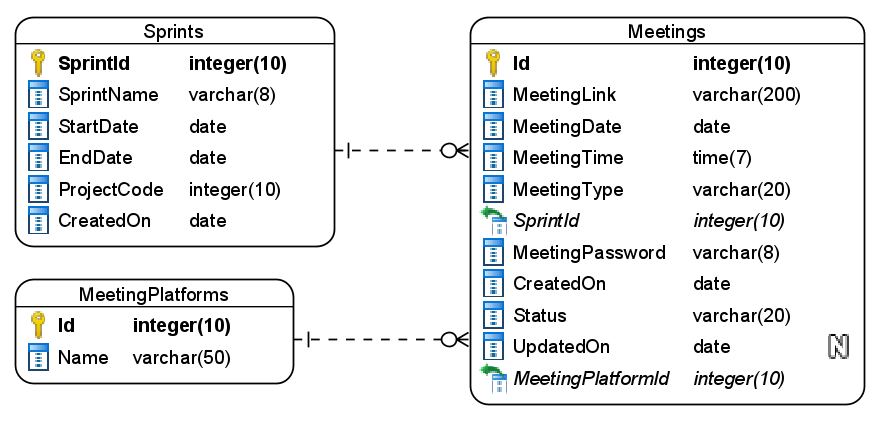 Sprints
SprintId integer(10)
SprintName varchar(8)
StartDate date
EndDate date
ProjectCode integer(10)
CreatedOn date
MeetingPlatforms
Id integer(10)
Name varchar(50)
Meetings
Id integer(10)
MeetingLink varchar(200)
MeetingDate date
MeetingTime time(7)
MeetingType varchar(20)
SprintId integer(10)
MeetingPassword varchar(8)
CreatedOn date
Status varchar(20)
UpdatedOn date N
MeetingPlatformId integer(10)